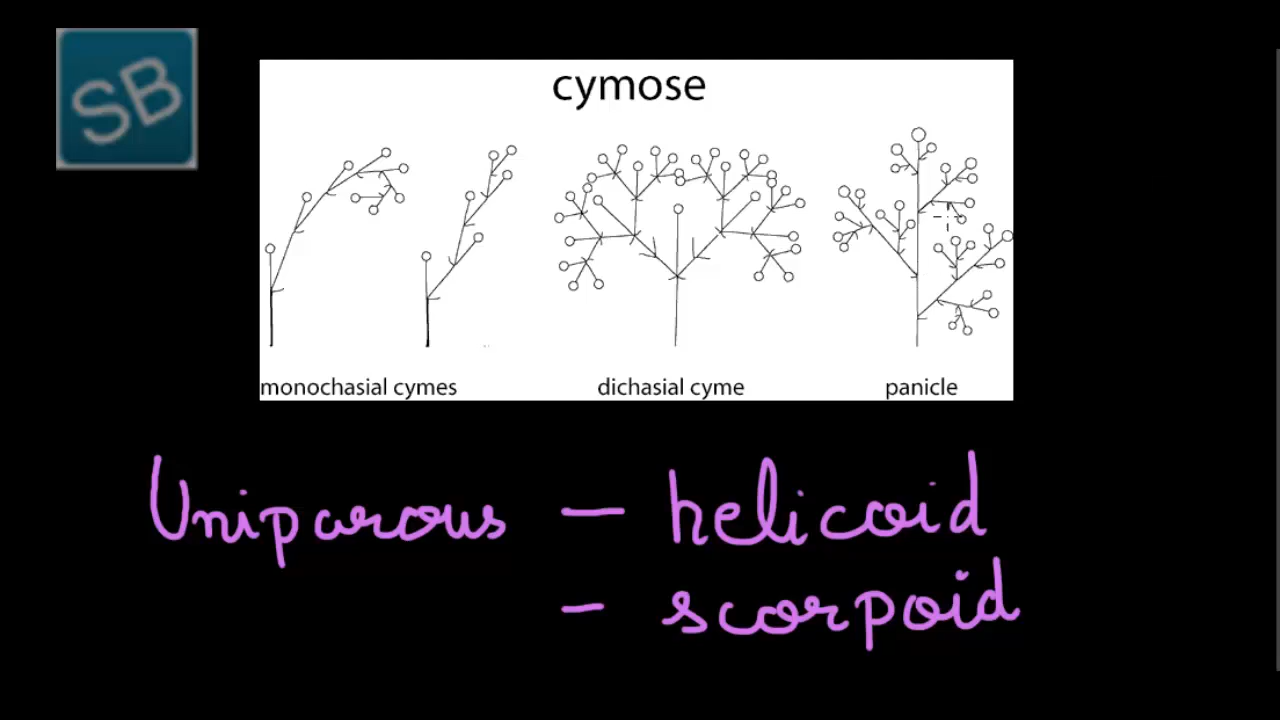 SB
cymose
monochasial cymes dichasial cyme panicle
Uniparous — helicoid
- scorpoid